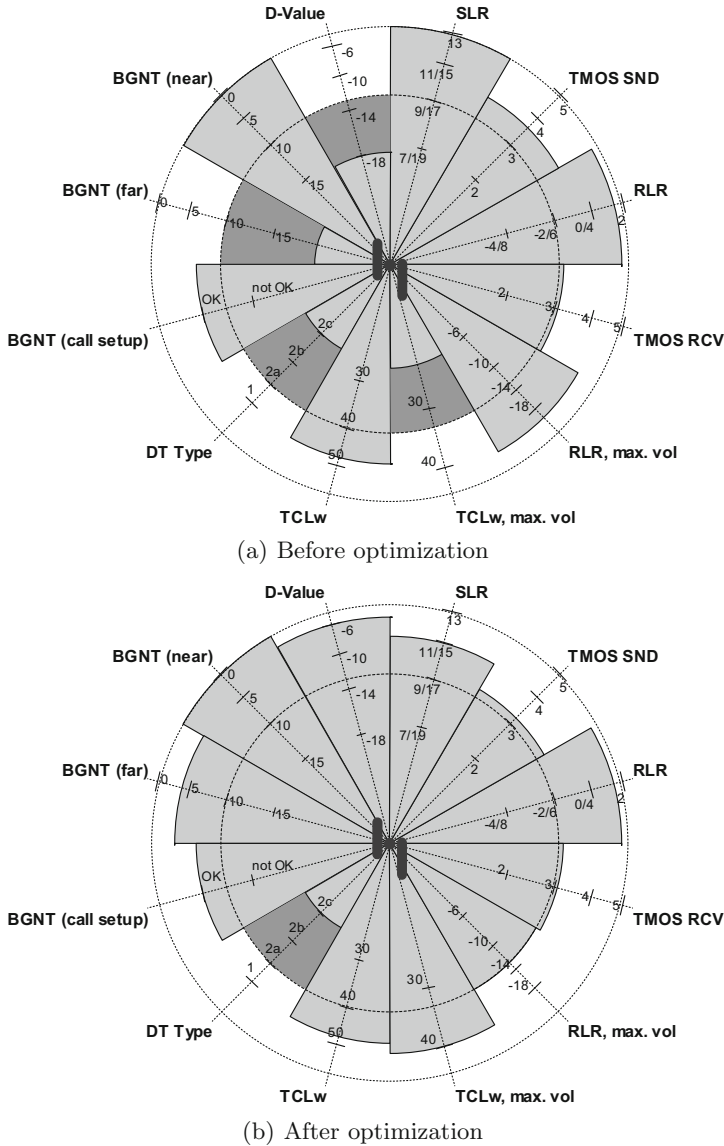 D-Value
SLR
BGNT (near)
TMOS SND
BGNT (far)
RLR
BGNT (call setup)
TMOS RCV
DT Type
RLR, max. vol
TCLw
TCLw, max. vol
-6
-10
-14
-18
13
11/15
9/17
7/19
5
4
3
2
2
0/4
-2/6
-4/8
2
3
4
5
-6
-10
-14
-18
30
40
30
40
50
2c
2b
2a
1
OK
not OK
0
5
10
15
0
5
10
15
(a) Before optimization
D-Value
SLR
BGNT (near)
TMOS SND
BGNT (far)
RLR
BGNT (call setup)
TMOS RCV
DT Type
RLR, max. vol
TCLw
TCLw, max. vol
-6
-10
-14
-18
13
11/15
9/17
7/19
5
4
3
2
2
0/4
-2/6
-4/8
2
3
4
5
-6
-10
-14
-18
30
40
30
40
50
2c
2b
2a
1
OK
not OK
0
5
10
15
0
5
10
15
(b) After optimization